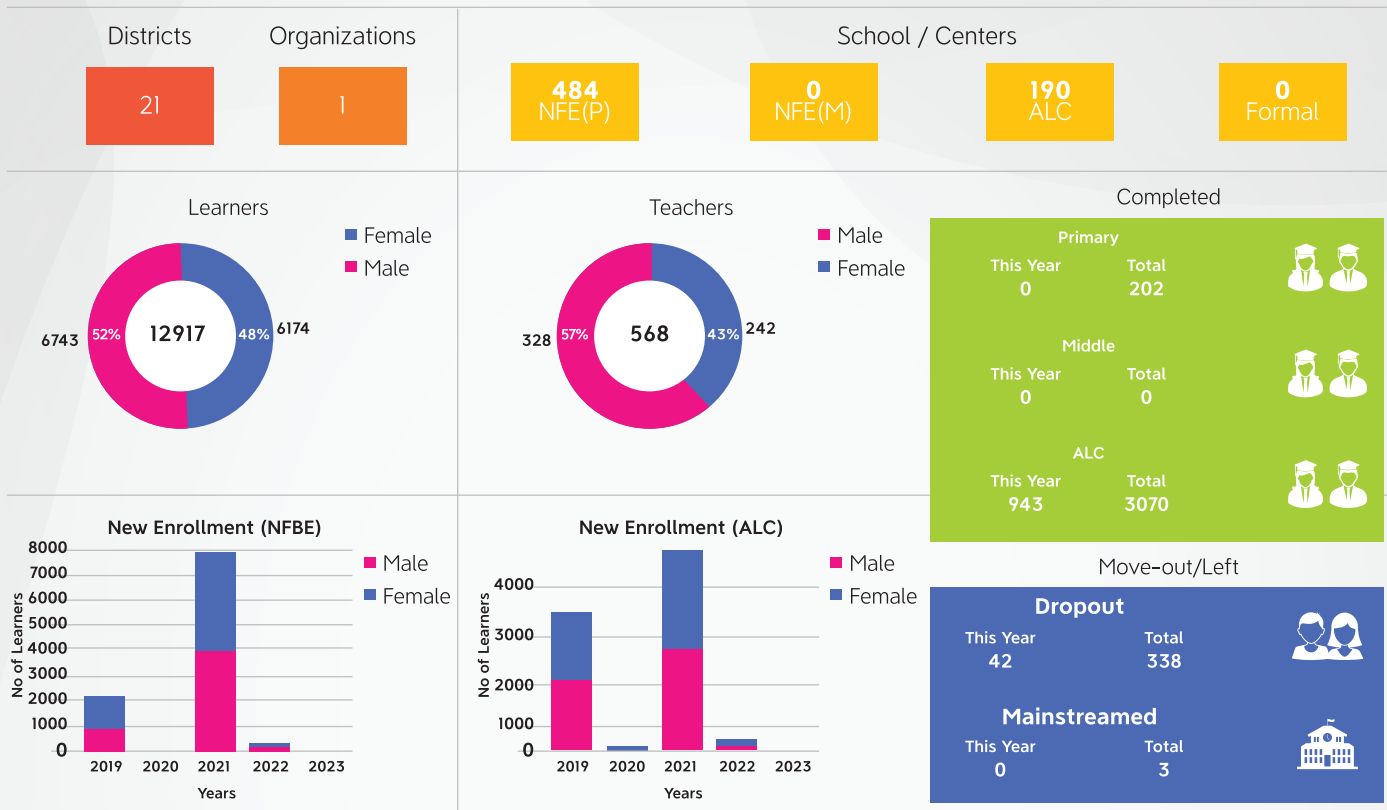 Districts
Organizations
School / Centers
21
1
484
NFE(P)
0
NFE(M)
190
ALC
0
Formal
Learners
Female
Male
6743
52%
12917
48%
6174
Teachers
Male
Female
328
57%
568
43%
242
Completed
Primary
This Year
Total
0
202
Middle
This Year
Total
0
0
ALC
This Year
Total
943
3070
New Enrollment (NFBE)
Male
Female
No of Learners
8000
7000
6000
5000
4000
3000
2000
1000
0
2019
2020
2021
2022
2023
Years
New Enrollment (ALC)
Male
Female
No of Learners
4000
3000
2000
1000
0
2019
2020
2021
2022
2023
Years
Move-out/Left
Dropout
This Year
Total
42
338
Mainstreamed
This Year
Total
0
3